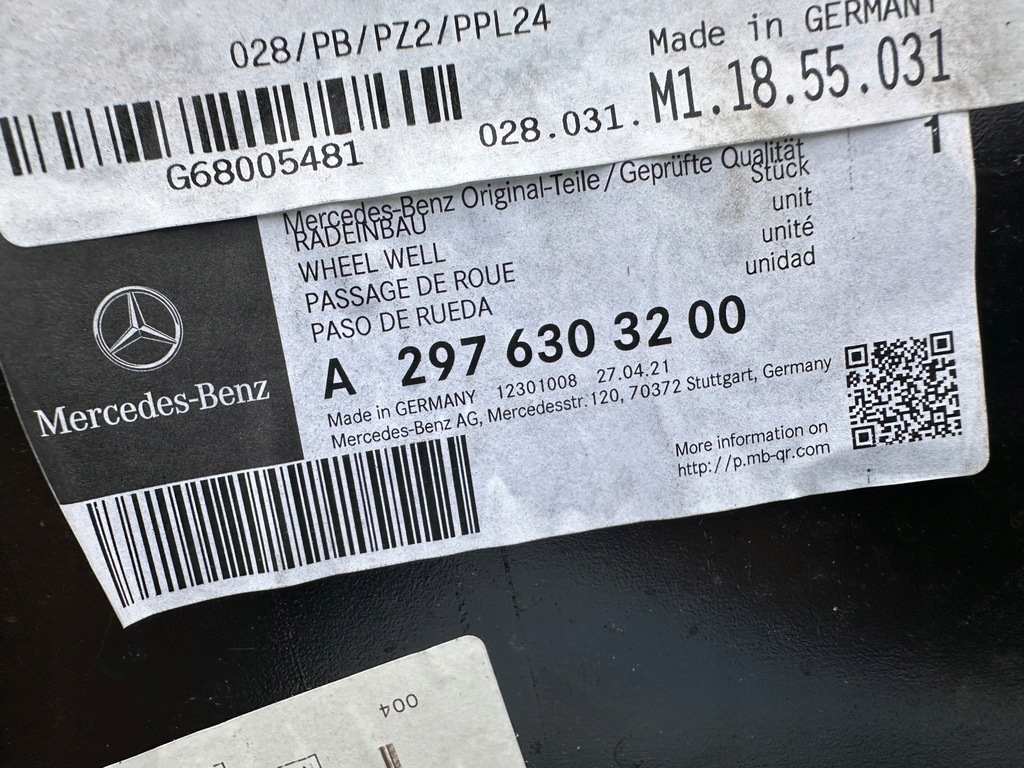 028/PB/PZ2/PPL24
Made in GERMANY
G68005481
028.031.M1.18.55.031
Mercedes-Benz Original-Teile/Geprüfte Qualität
1
Stück
RADEINBAU
unit
WHEEL WELL
unité
PASSAGE DE ROUE
unidad
PASO DE RUEDA
A 297 630 32 00
Mercedes-Benz
Made in GERMANY 12301008 27.04.21
Mercedes-Benz AG, Mercedesstr.120, 70372 Stuttgart, Germany
More information on
http://p.mb-qr.com
004